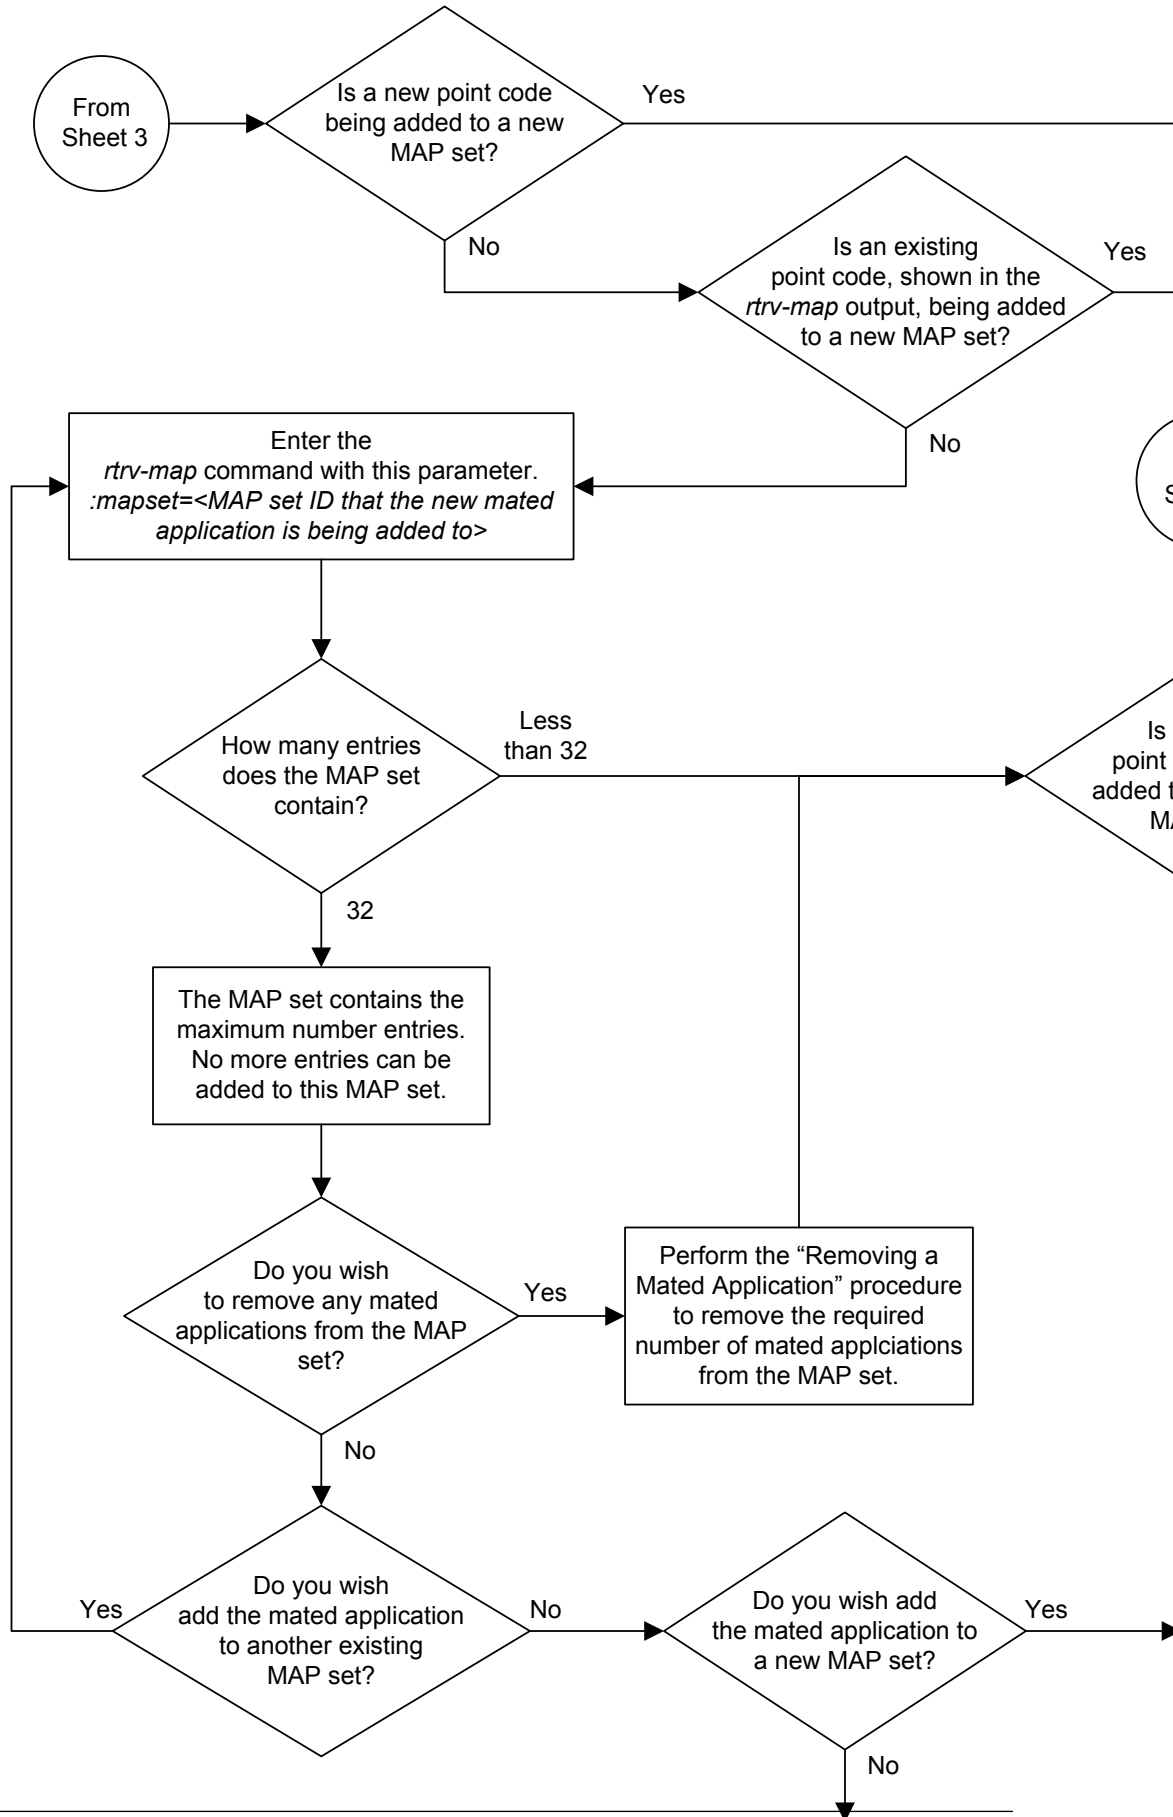 From
Sheet 3
Is a new point code
being added to a new
MAP set?
Yes
No
Is an existing
point code, shown in the
rtrv-map output, being added
to a new MAP set?
Yes
No
Enter the
rtrv-map command with this parameter.
:mapset=<MAP set ID that the new mated
application is being added to>
S
How many entries
does the MAP set
contain?
Less
than 32
Is
point
added
32
The MAP set contains the
maximum number entries.
No more entries can be
added to this MAP set.
Do you wish
to remove any mated
applications from the MAP
set?
Yes
Perform the “Removing a
Mated Application” procedure
to remove the required
number of mated applciations
from the MAP set.
No
Do you wish
add the mated application
to another existing
MAP set?
Yes
No
Do you wish add
the mated application to
a new MAP set?
Yes
No